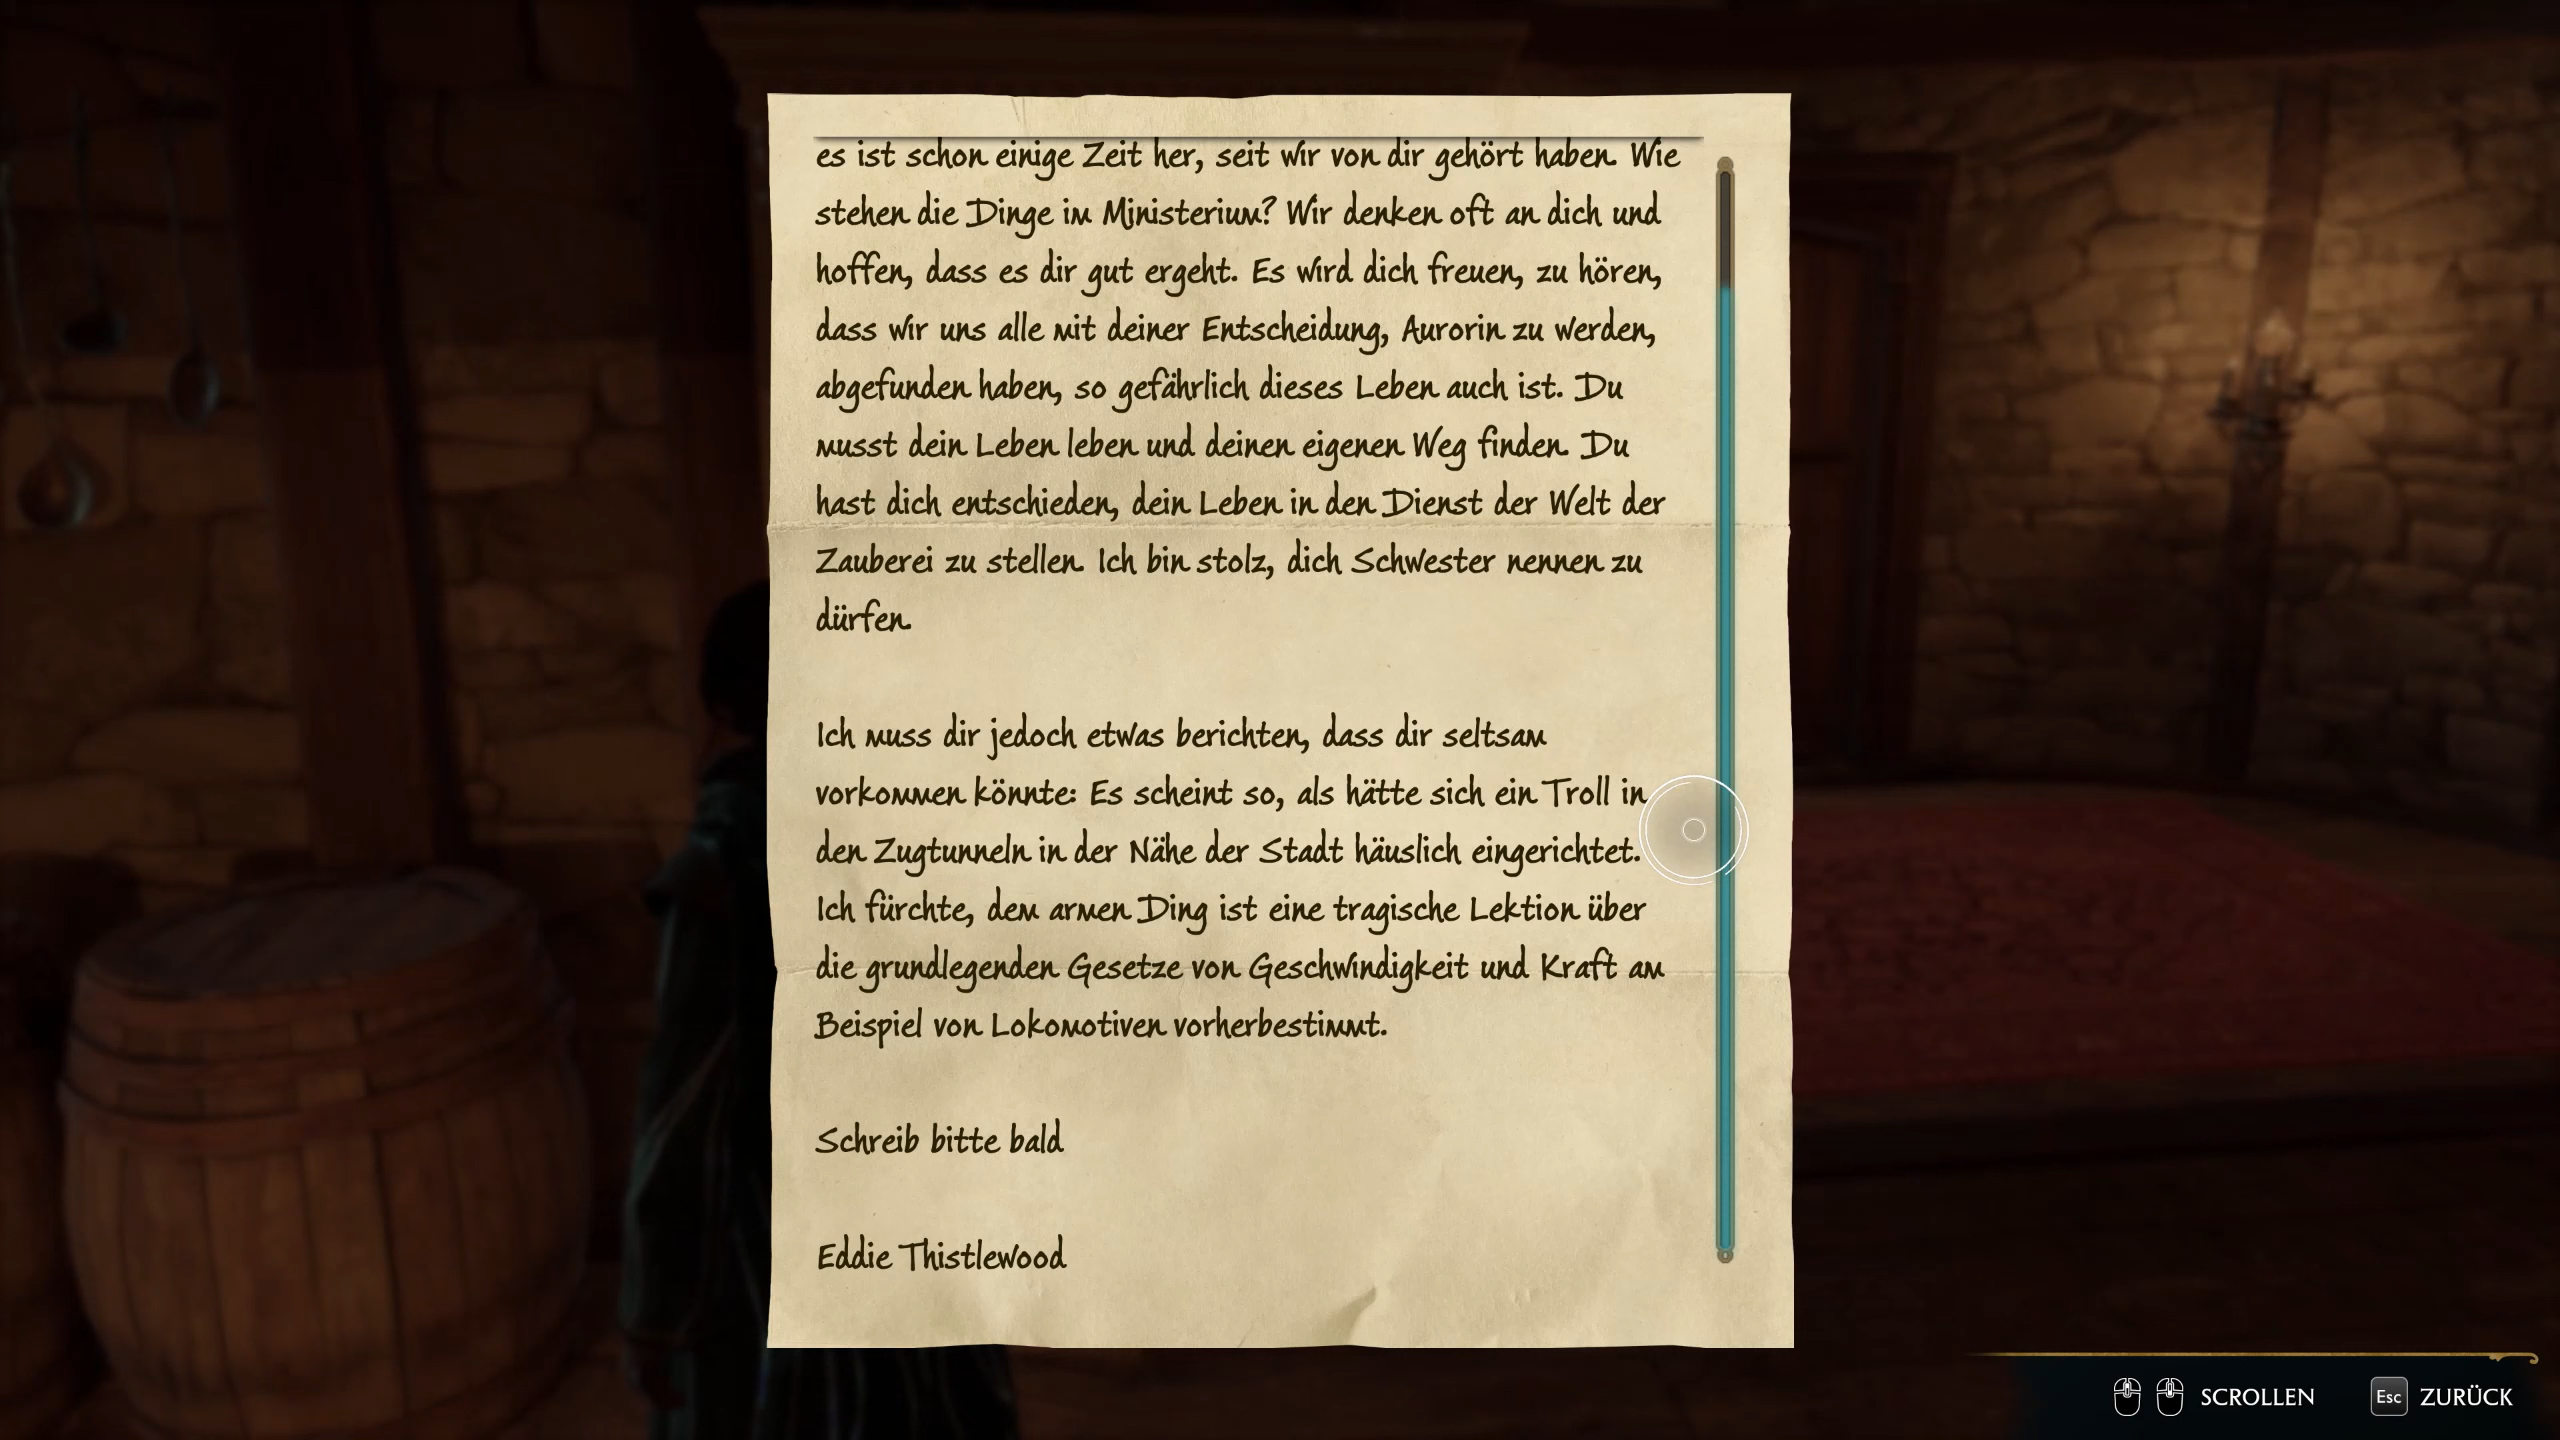 es ist schon einige Zeit her, seit wir von dir gehört haben. Wie
stehen die Dinge im Ministerium? Wir denken oft an dich und
hoffen, dass es dir gut ergeht. Es wird dich freuen, zu hören,
dass wir uns alle mit deiner Entscheidung, Aurorin zu werden,
abgefunden haben, so gefährlich dieses Leben auch ist. Du
musst dein Leben leben und deinen eigenen Weg finden. Du
hast dich entschieden, dein Leben in den Dienst der Welt der
Zauberei zu stellen. Ich bin stolz, dich Schwester nennen zu
dürfen.
Ich muss dir jedoch etwas berichten, dass dir seltsam
vorkommen könnte: Es scheint so, als hätte sich ein Troll in
den Zugtunneln in der Nähe der Stadt häuslich eingerichtet.
Ich fürchte, dem armen Ding ist eine tragische Lektion über
die grundlegenden Gesetze von Geschwindigkeit und Kraft am
Beispiel von Lokomotiven vorherbestimmt.
Schreib bitte bald
Eddie Thistlewood
SCROLLEN
Esc ZURÜCK